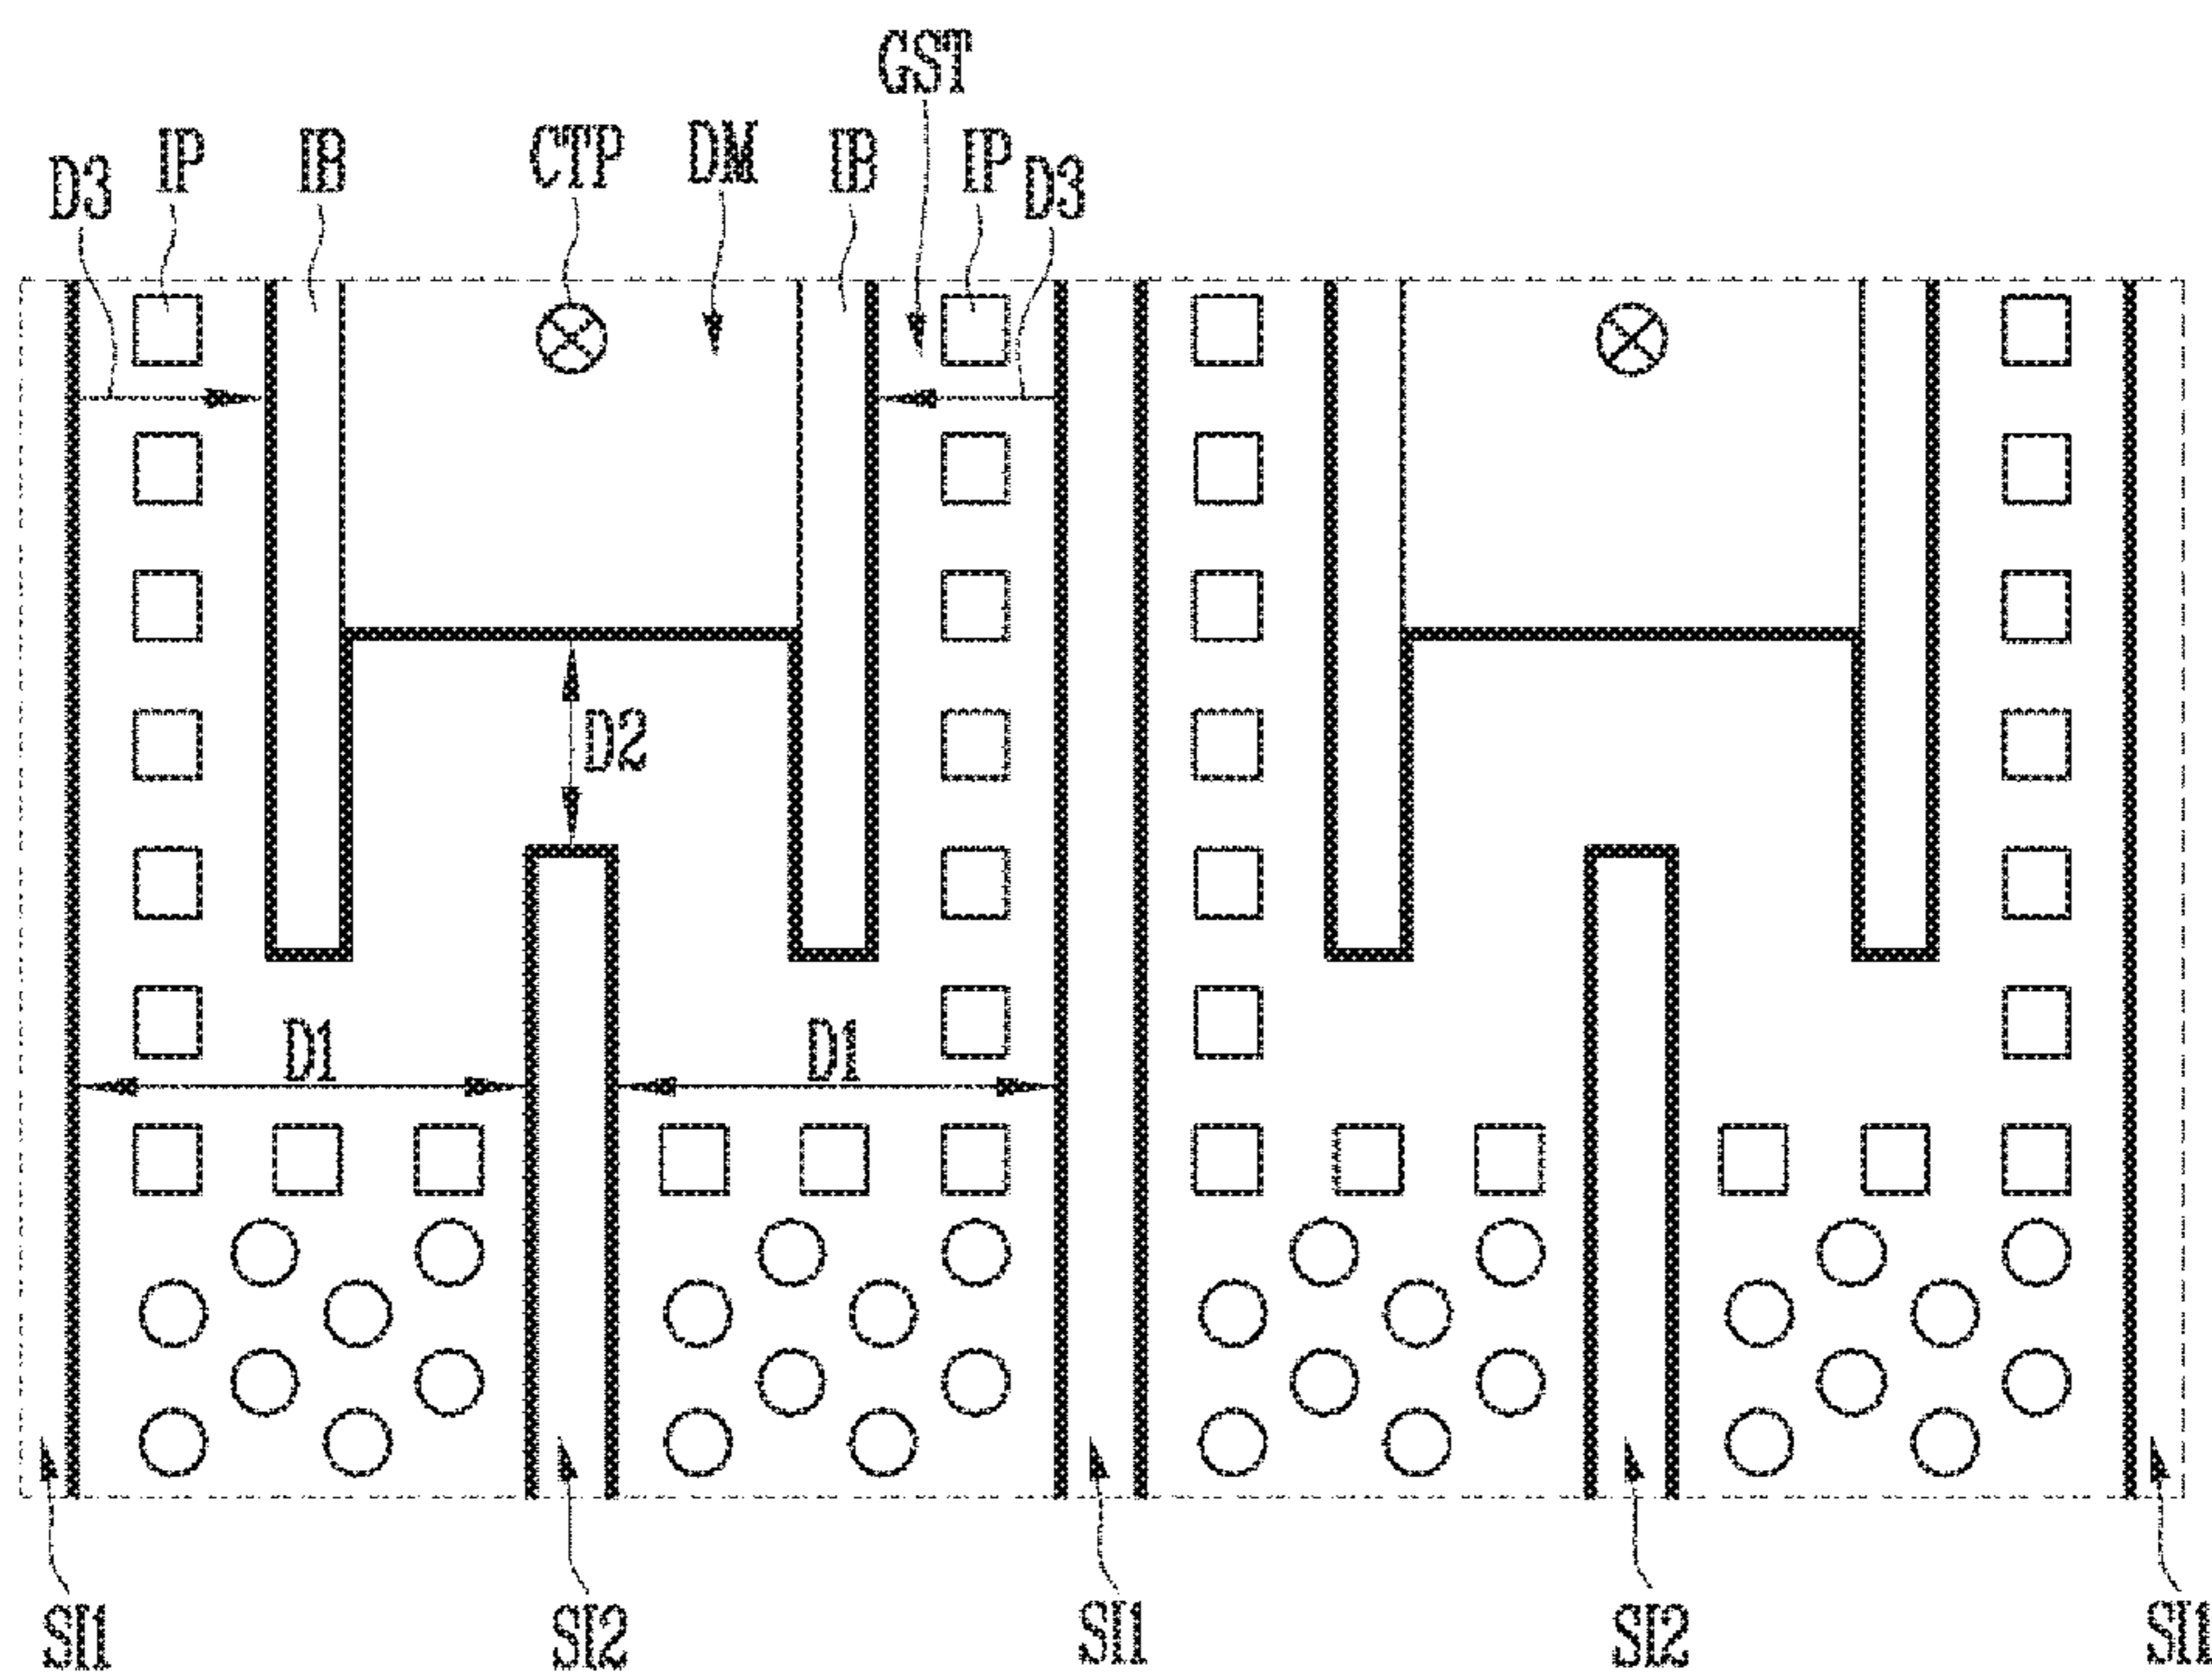 GST
D3 IP IB CTP DM IB IP D3
D2
D1 D1
SI1 SI2 SI1 SI2 SI1